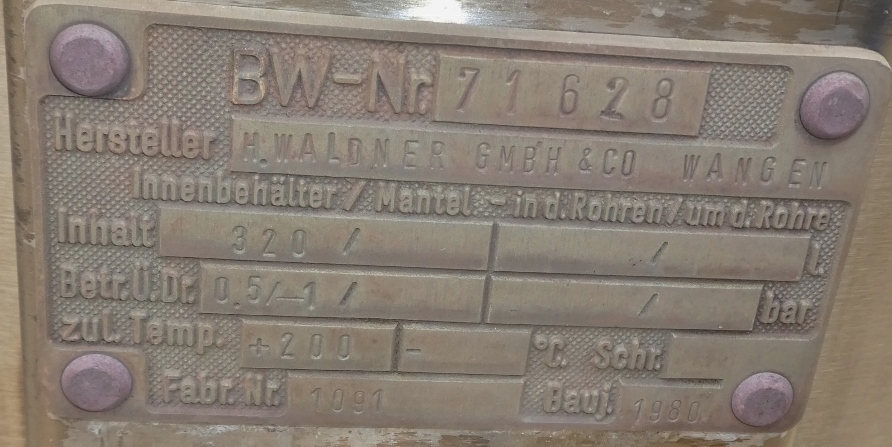 BW-Nr. 71628
Hersteller H.WALDNER GMBH & CO WANGEN
Innenbehälter / Mantel - in d. Rohren / um d. Rohre
Inhalt 320 / / l.
Betr. Ü. Dr. 0,5/-1 / / bar
zul. Temp. +200 - °C. Schr.
Fabr. Nr. 1091 Bauj. 1980